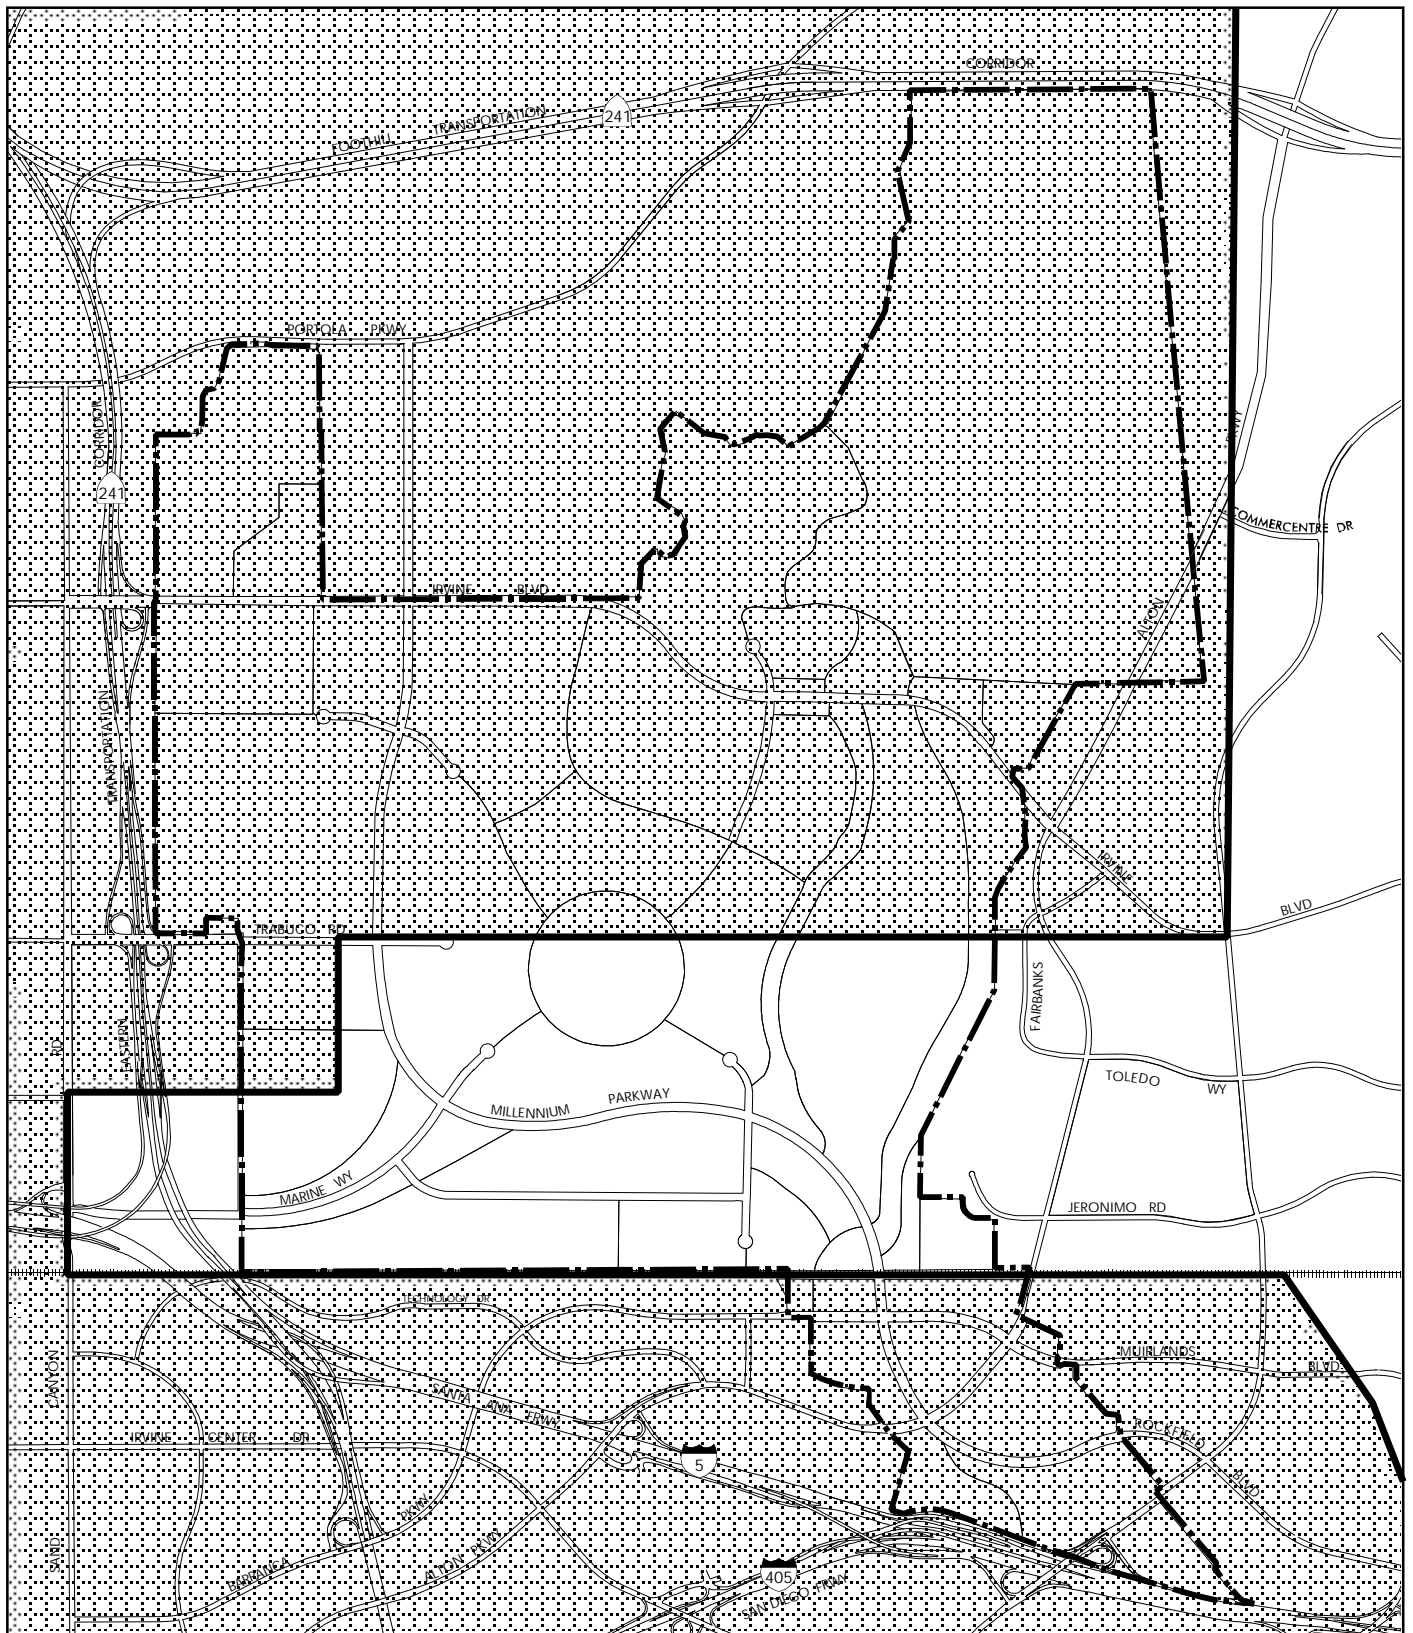 CORRIDOR
FOOTHILL TRANSPORTATION
241
PORTOLA PKWY
CORRIDOR
241
PKWY
COMMERCENTRE DR
IRVINE BLVD
ALTON
TRANSPORTATION
IRVINE
BLVD
TRABUCO RD
FAIRBANKS
EASTERN
RD
TOLEDO WY
MILLENNIUM PARKWAY
MARINE WY
JERONIMO RD
TECHNOLOGY DR
MUIRLANDS
BLVD
CANYON
SANTA ANA FRWY
ROCKFIELD
BLVD
IRVINE CENTER DR
5
PKWY
SAND
BARRANCA
ALTON PKWY
405
SAN DIEGO FRWY